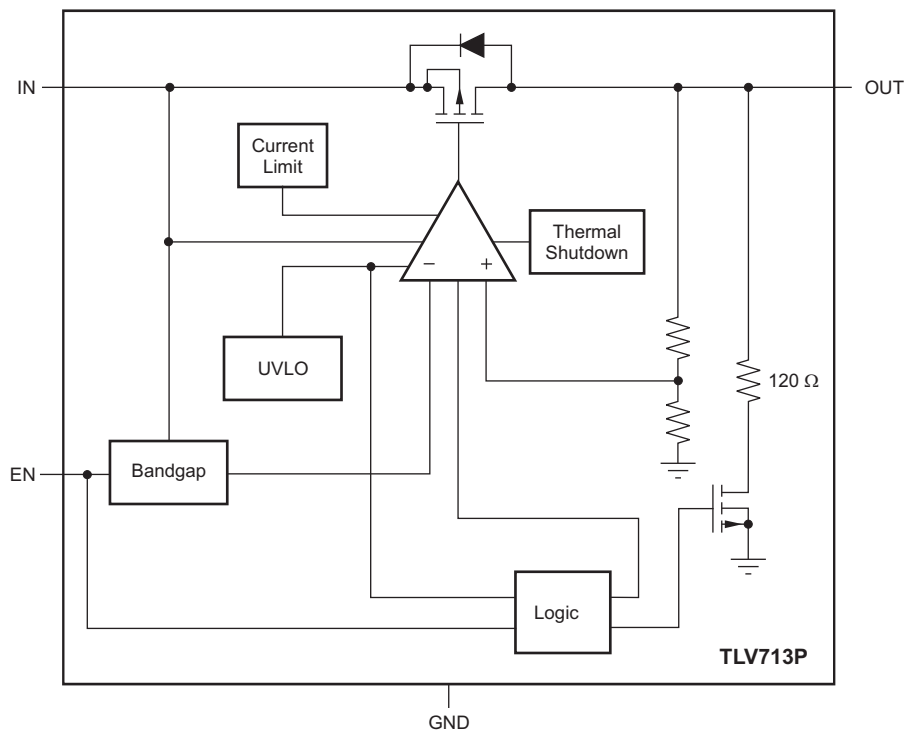 IN
OUT
Current
Limit
Thermal
Shutdown
− +
UVLO
120 Ω
EN
Bandgap
Logic
TLV713P
GND